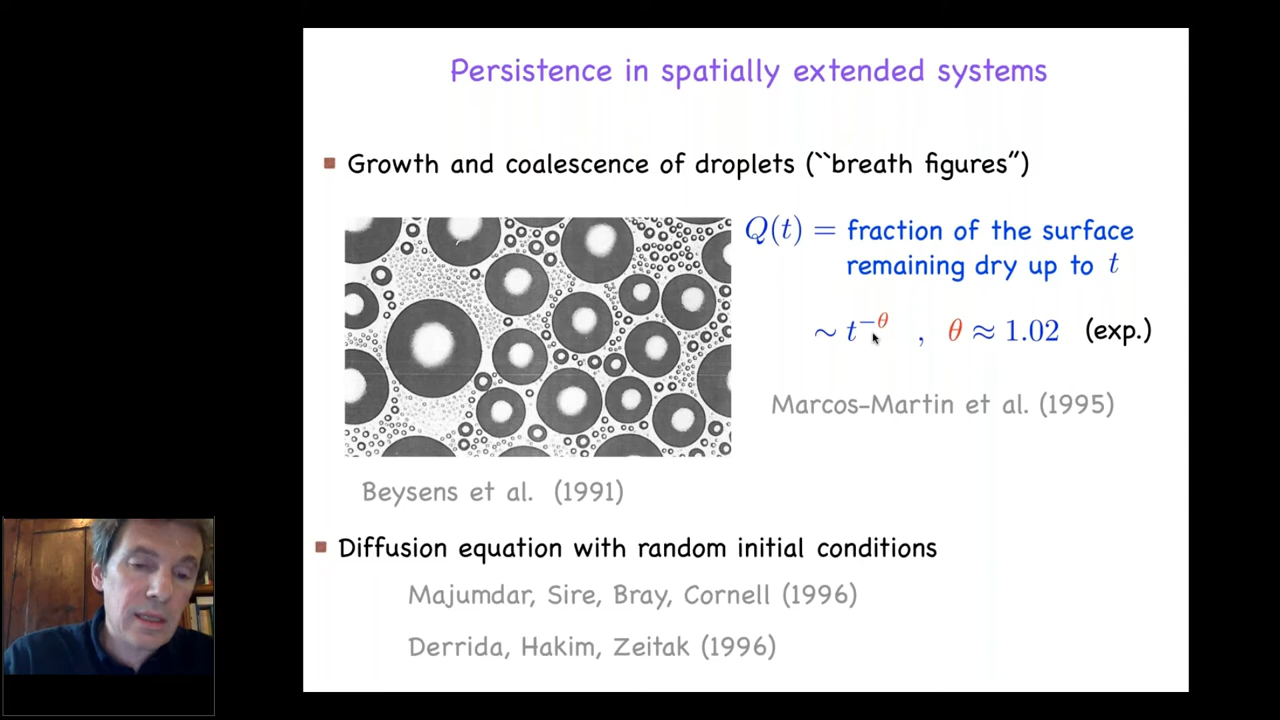 Persistence in spatially extended systems
Growth and coalescence of droplets (``breath figures”)
Q(t) = fraction of the surface
remaining dry up to t
∼ t^{−θ} , θ ≈ 1.02 (exp.)
Marcos-Martin et al. (1995)
Beysens et al. (1991)
Diffusion equation with random initial conditions
Majumdar, Sire, Bray, Cornell (1996)
Derrida, Hakim, Zeitak (1996)